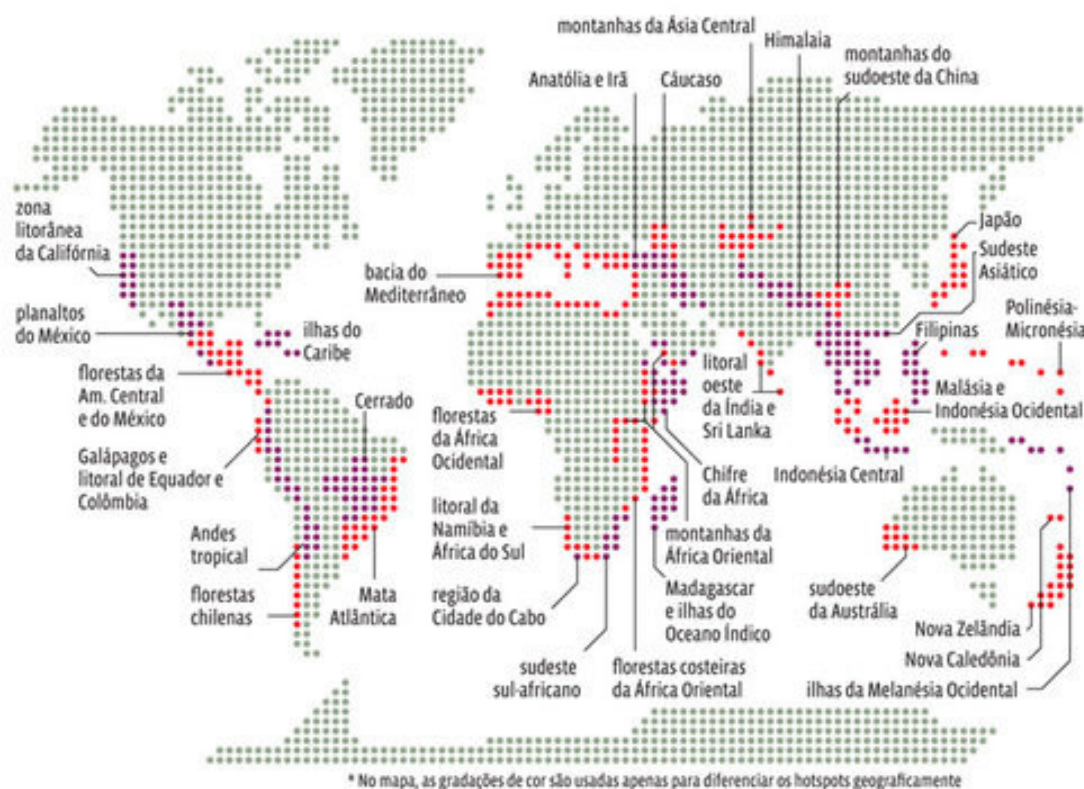 montanhas da Ásia Central
Himalaia
montanhas do
sudoeste da China
Anatólia e Irã
Cáucaso
zona
litorânea
da Califórnia
bacia do
Mediterrâneo
Japão
Sudeste
Asiático
planaltos
do México
ilhas do
Caribe
Filipinas
Polinésia-
Micronésia
florestas da
Am. Central
e do México
Cerrado
florestas
da África
Ocidental
litoral
oeste
da Índia e
Sri Lanka
Malásia e
Indonésia Ocidental
Galápagos e
litoral de Equador e
Colômbia
Chifre
da África
Indonésia Central
Andes
tropical
litoral da
Namíbia e
África do Sul
montanhas da
África Oriental
florestas
chilenas
Mata
Atlântica
região da
Cidade do Cabo
Madagascar
e ilhas do
Oceano Índico
sudoeste
da Austrália
Nova Zelândia
Nova Caledônia
ilhas da Melanésia Ocidental
sudeste
sul-africano
florestas costeiras
da África Oriental
* No mapa, as gradações de cor são usadas apenas para diferenciar os hotspots geograficamente